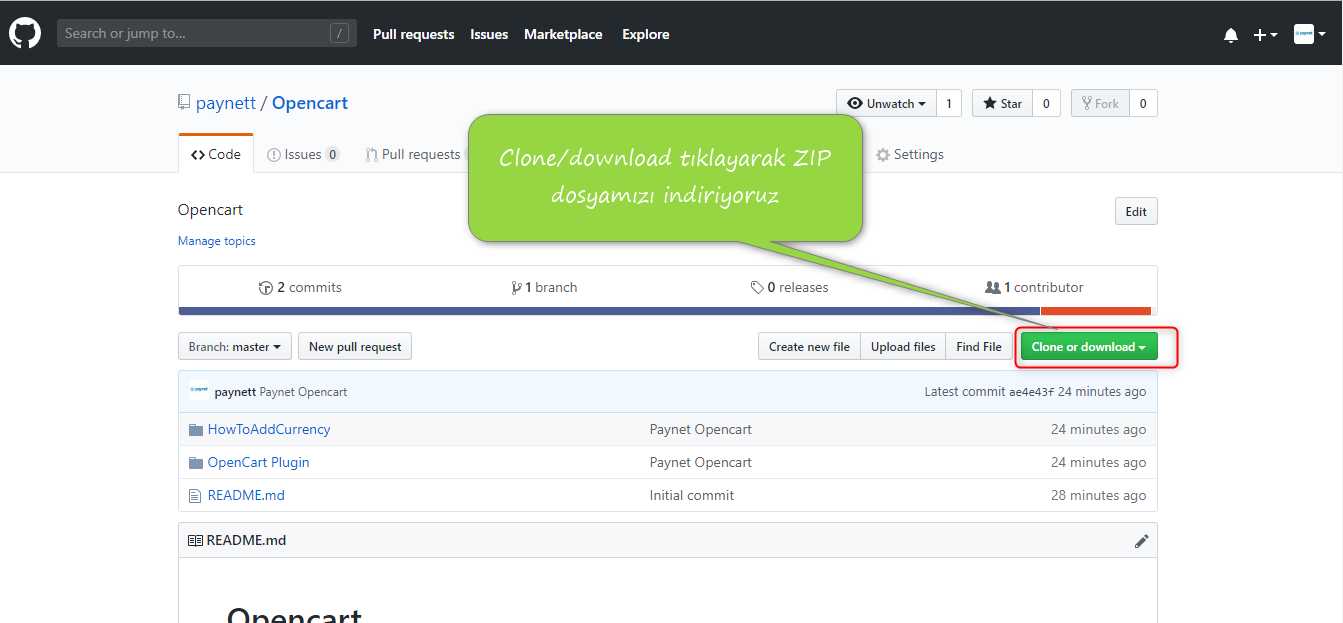 Search or jump to... /
Pull requests Issues Marketplace Explore
paynett / Opencart
Unwatch 1 Star 0 Fork 0
Code Issues 0 Pull requests Settings
Clone/download tıklayarak ZIP
dosyamızı indiriyoruz
Opencart
Edit
Manage topics
2 commits 1 branch 0 releases 1 contributor
Branch: master New pull request Create new file Upload files Find File Clone or download
paynet paynett Paynet Opencart Latest commit ae4e43f 24 minutes ago
HowToAddCurrency Paynet Opencart 24 minutes ago
OpenCart Plugin Paynet Opencart 24 minutes ago
README.md Initial commit 28 minutes ago
README.md
Opencart